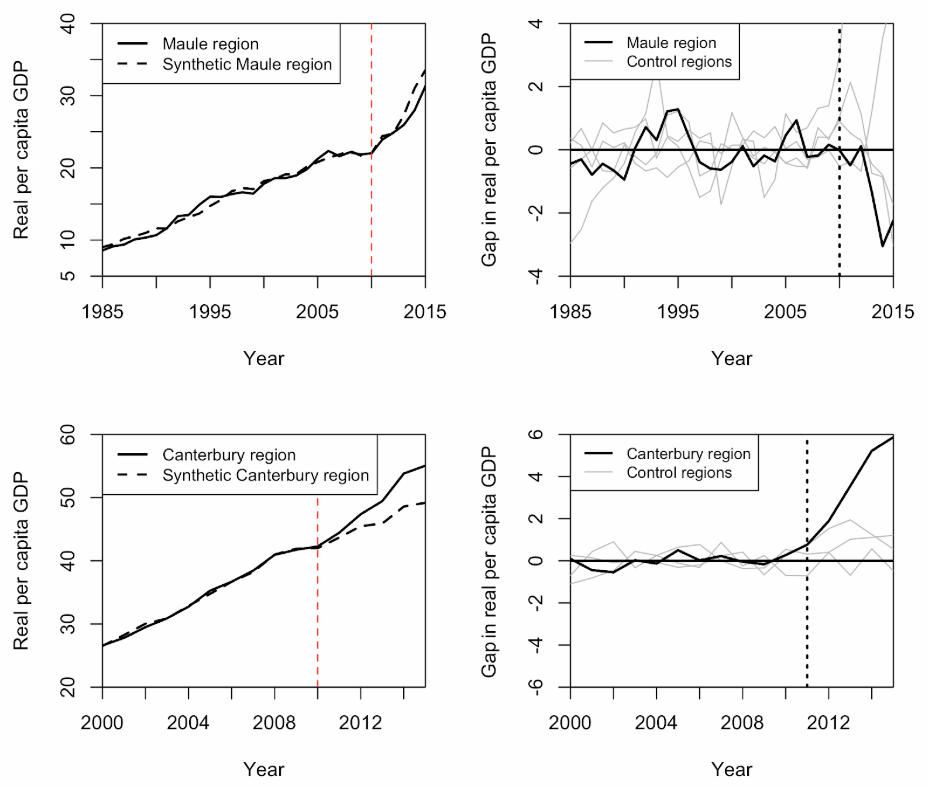 Real per capita GDP
40
30
20
10
5
Maule region
Synthetic Maule region
1985
1995
2005
2015
Year
Gap in real per capita GDP
4
2
0
-2
-4
Maule region
Control regions
1985
1995
2005
2015
Year
Real per capita GDP
60
50
40
30
20
Canterbury region
Synthetic Canterbury region
2000
2004
2008
2012
Year
Gap in real per capita GDP
6
4
2
0
-2
-4
-6
Canterbury region
Control regions
2000
2004
2008
2012
Year